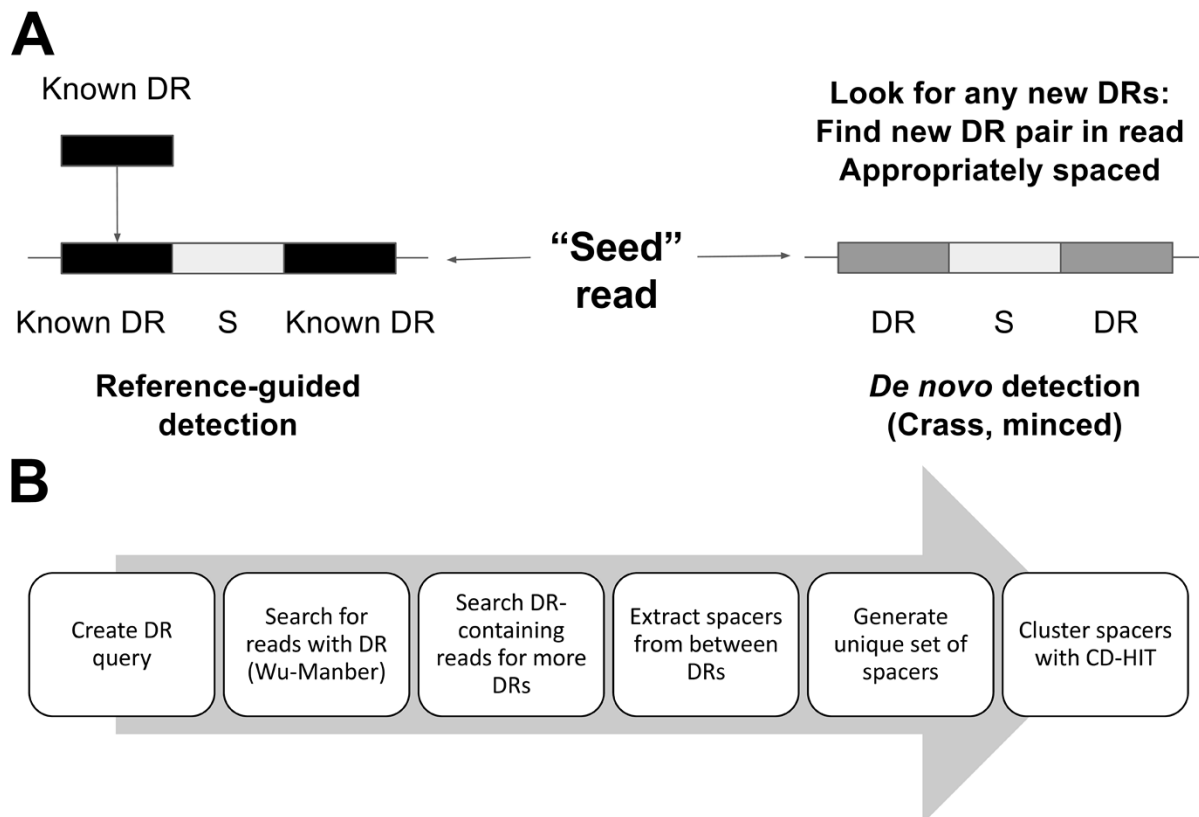 A
Known DR
Known DR
S
Known DR
Reference-guided
detection
“Seed”
read
Look for any new DRs:
Find new DR pair in read
Appropriately spaced
DR
S
DR
De novo detection
(Crass, minced)
B
Create DR
query
Search for
reads with DR
(Wu-Manber)
Search DR-
containing
reads for more
DRs
Extract spacers
from between
DRs
Generate
unique set of
spacers
Cluster spacers
with CD-HIT